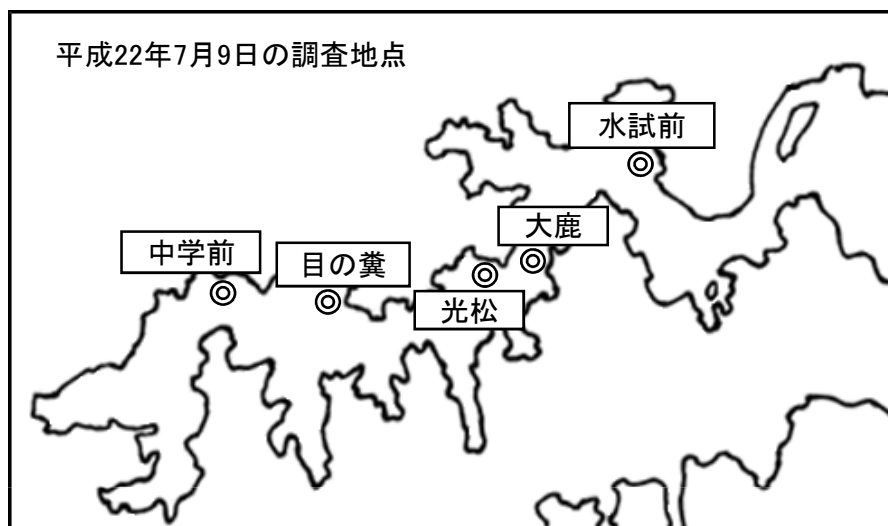 平成22年7月9日の調査地点
水試前
大鹿
中学前
目の糞
光松